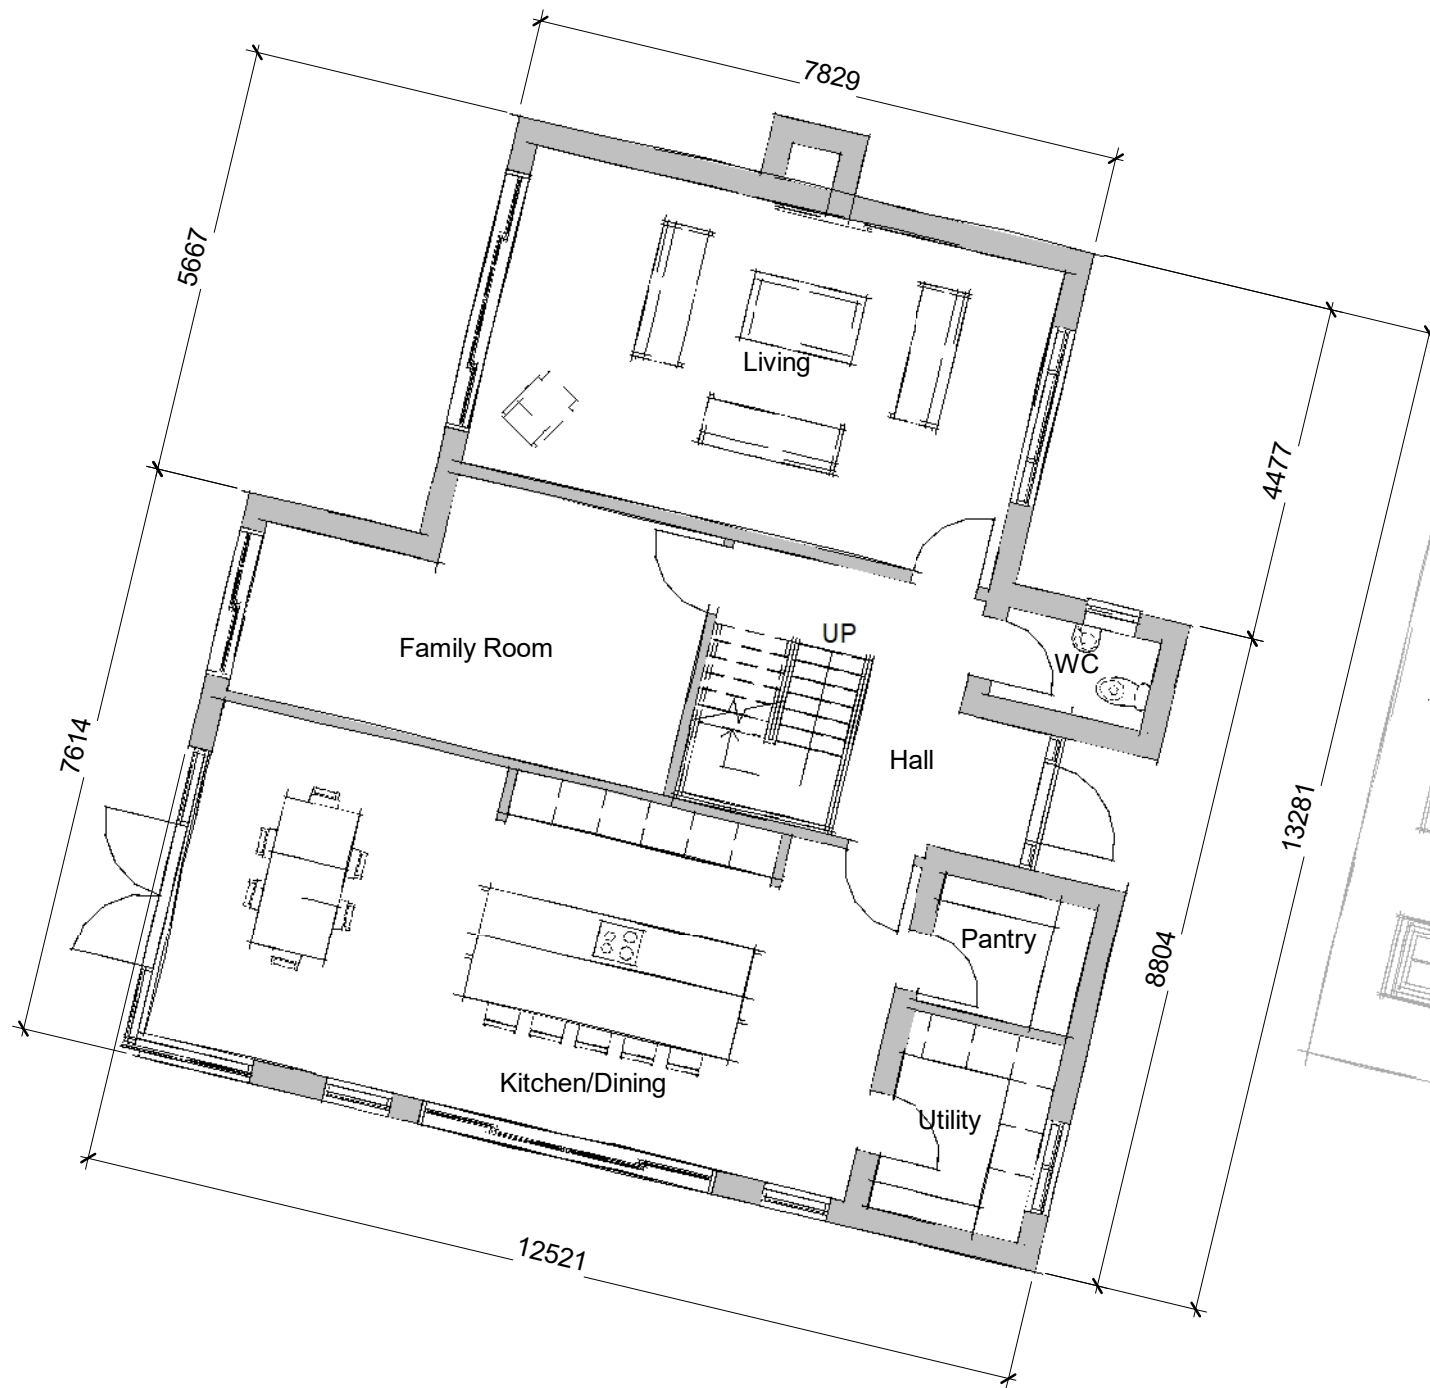 7829
5667
Living
4477
UP
Family Room
WC
7614
Hall
13281
Pantry
8804
Kitchen/Dining
Utility
12521